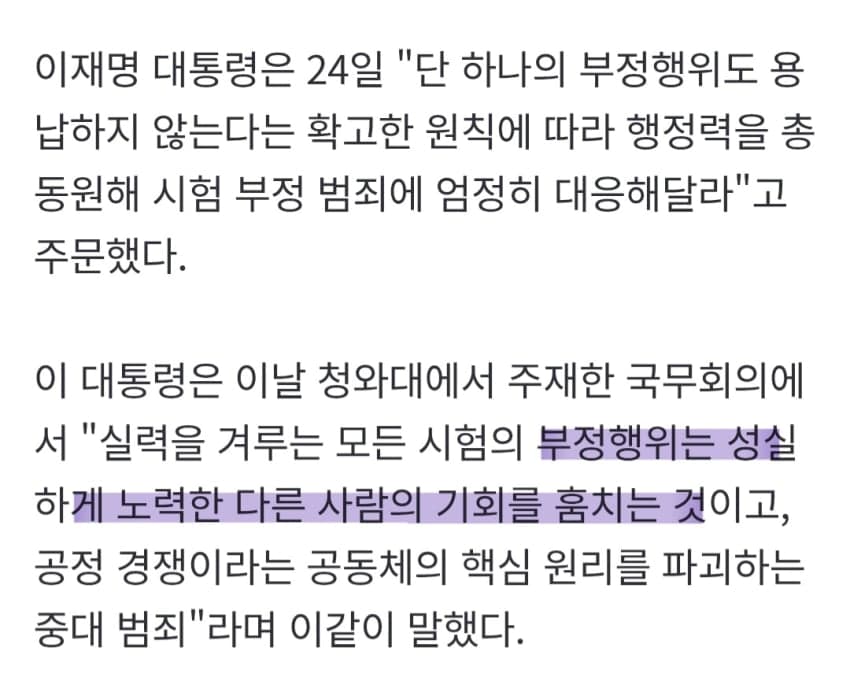 이재명 대통령은 24일 "단 하나의 부정행위도 용
납하지 않는다는 확고한 원칙에 따라 행정력을 총
동원해 시험 부정 범죄에 엄정히 대응해달라"고
주문했다.
이 대통령은 이날 청와대에서 주재한 국무회의에
서 "실력을 겨루는 모든 시험의 부정행위는 성실
하게 노력한 다른 사람의 기회를 훔치는 것이고,
공정 경쟁이라는 공동체의 핵심 원리를 파괴하는
중대 범죄"라며 이같이 말했다.